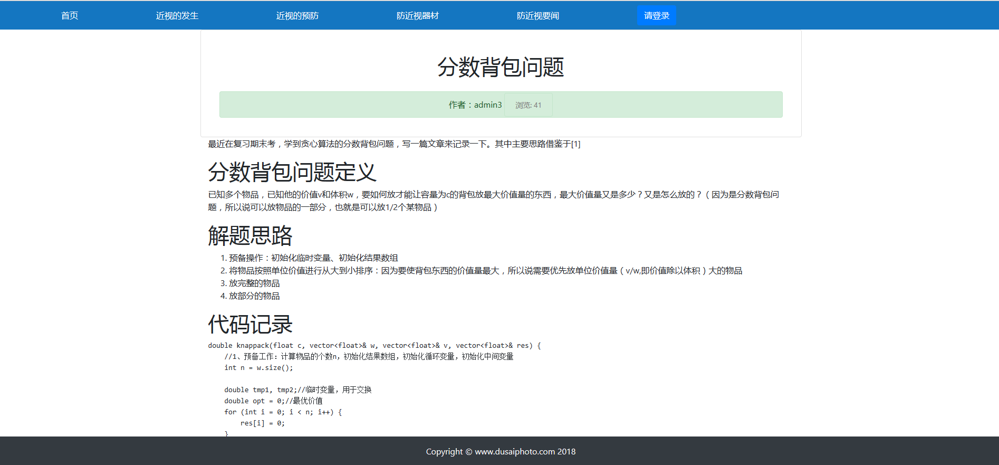 首页 近视的发生 近视的预防 防近视器材 防近视要闻 请登录
分数背包问题
作者：admin3 浏览: 41
最近在复习期末考，学到贪心算法的分数背包问题，写一篇文章来记录一下。其中主要思路借鉴于[1]
分数背包问题定义
已知多个物品，已知他的价值v和体积w，要如何放才能让容量为c的背包放最大价值量的东西，最大价值量又是多少？又是怎么放的？（因为是分数背包问
题，所以说可以放物品的一部分，也就是可以放1/2个某物品）
解题思路
1. 预备操作：初始化临时变量、初始化结果数组
2. 将物品按照单位价值进行从大到小排序：因为要使背包东西的价值量最大，所以说需要优先放单位价值量（v/w,即价值除以体积）大的物品
3. 放完整的物品
4. 放部分的物品
代码记录
double knappack(float c, vector<float>& w, vector<float>& v, vector<float>& res) {
    //1、预备工作：计算物品的个数n，初始化结果数组，初始化循环变量，初始化中间变量
    int n = w.size();
    double tmp1, tmp2;//临时变量，用于交换
    double opt = 0;//最优价值
    for (int i = 0; i < n; i++) {
        res[i] = 0;
    }
Copyright © www.dusaiphoto.com 2018